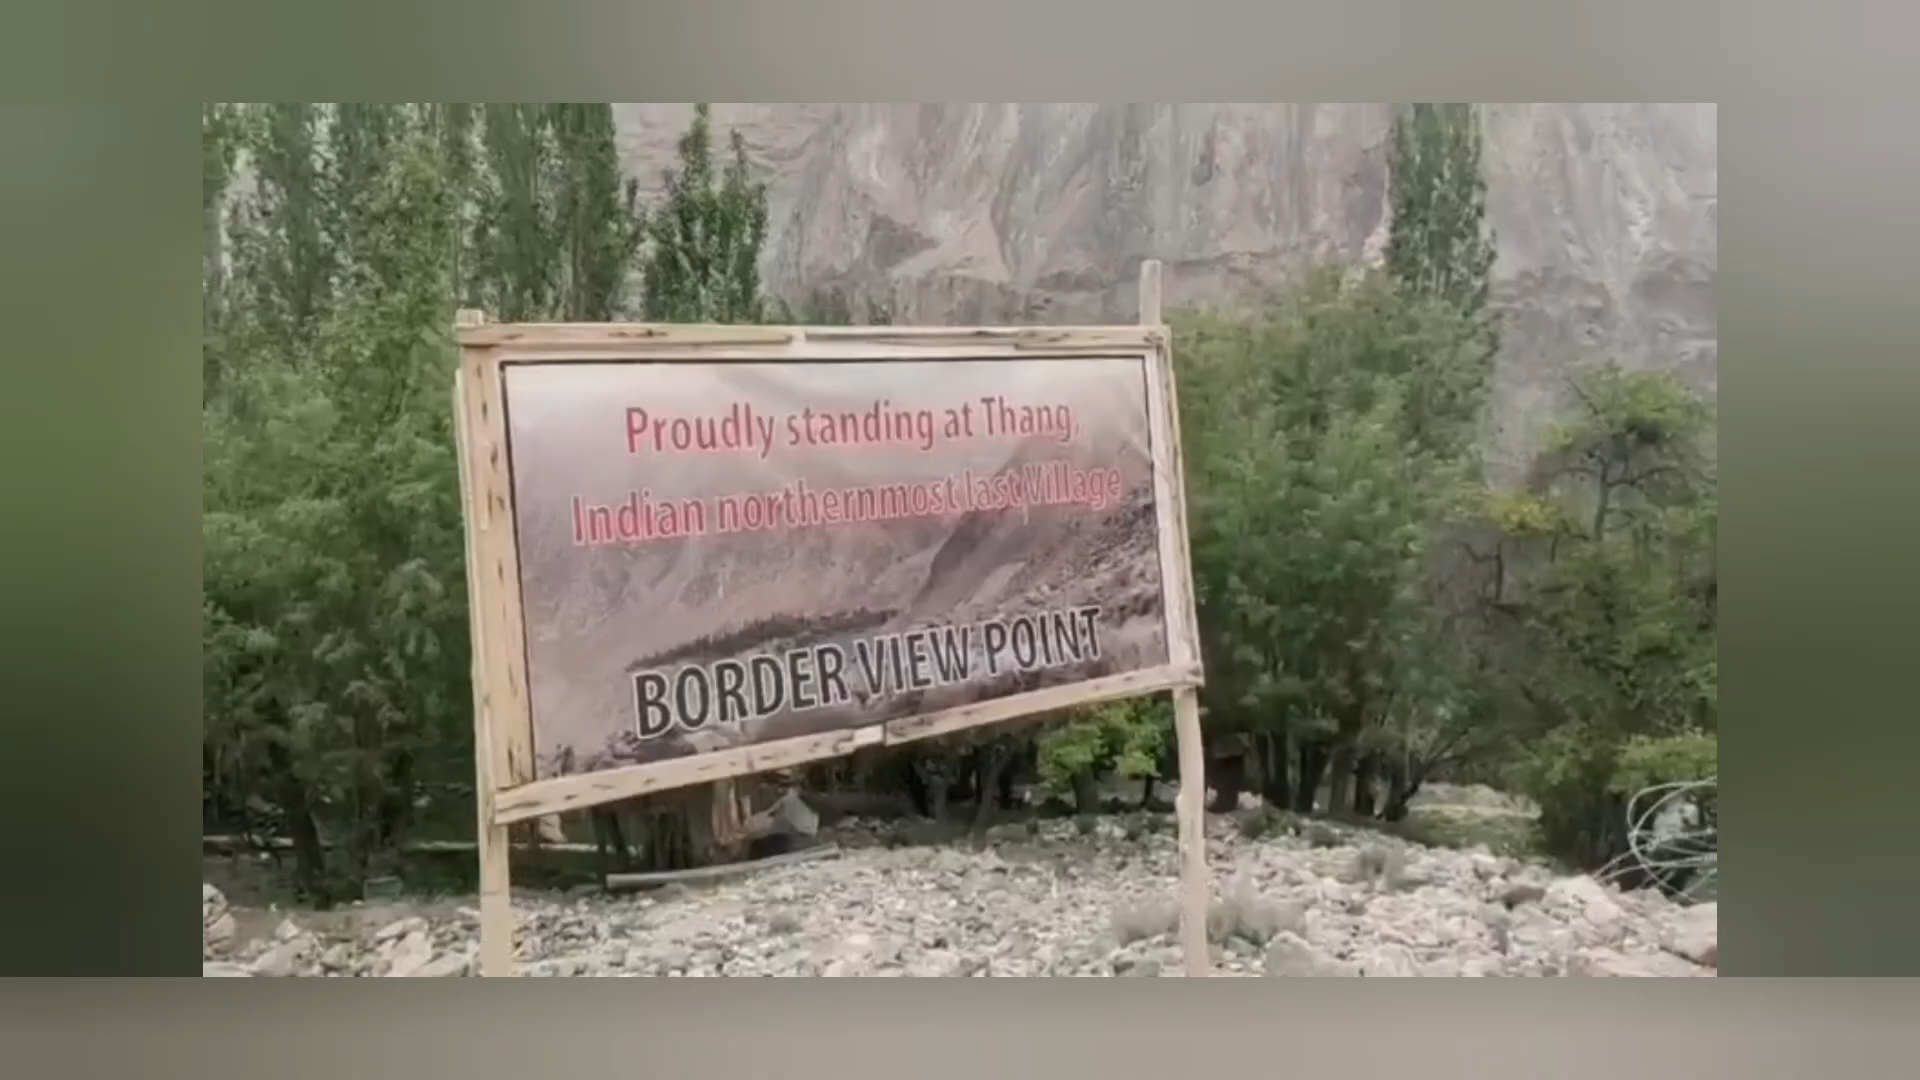 Proudly standing at Thang,
Indian northernmost last Village
BORDER VIEW POINT